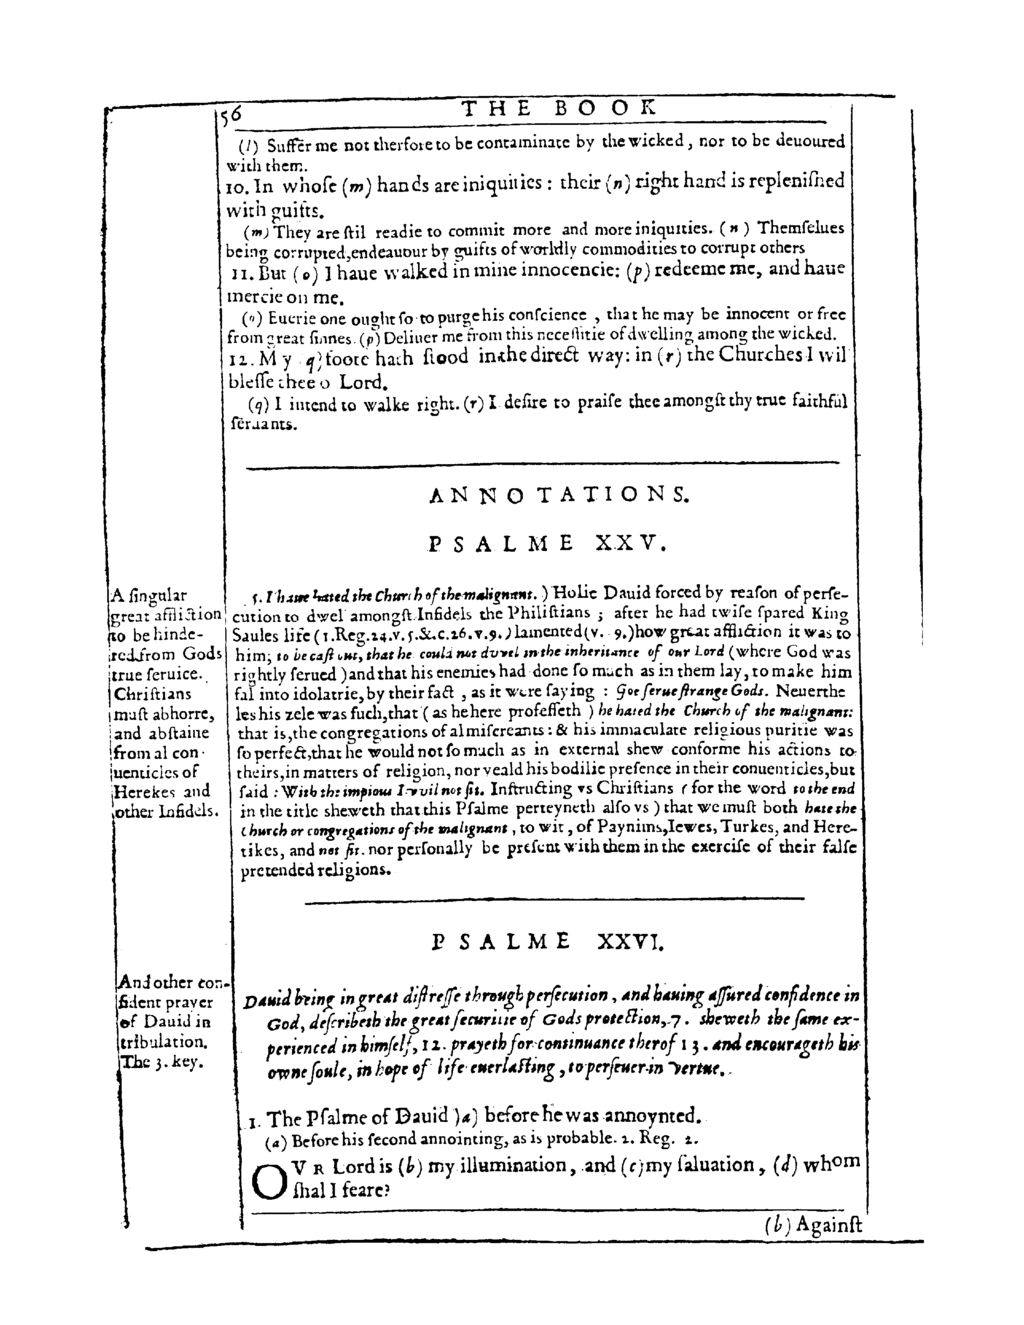 56 THE BOOK
(l) Suffer me not therfore to be contaminate by the wicked, nor to be deuoured
with them.
10. In whoſe (m) hands are iniquities: their (n) right hand is repleniſhed
with guifts.
(m) They are ſtil readie to commit more and more iniquities. (n) Themſelues
being corrupted, endeauour by guifts of worldly commodities to corrupt others
11. But (o) I haue walked in mine innocencie: (p) redeeme me, and haue
mercie on me.
(o) Euerie one ought ſo to purge his conſcience, that he may be innocent or free
from great ſinnes. (p) Deliuer me from this neceſſitie of dwelling among the wicked.
12. My q) foote hath ſtood in the direct way: in (r) the Churches I wil
bleſſe thee o Lord.
(q) I intend to walke right. (r) I deſire to praiſe thee amongſt thy true faithful
ſeruants.
ANNOTATIONS.
PSALME XXV.
A ſingular
great affliction
to be hinde-
red from Gods
true ſeruice.
Chriſtians
muſt abhorre,
and abſtaine
from al con-
uenticles of
Herekes and
other Infidels.
5. I haue hated the Church of the malignant.) Holie Dauid forced by reaſon of perſe-
cution to dwel amongſt Infidels the Philiſtians; after he had twiſe ſpared King
Saules life (1.Reg.24.v.5.&.c.26.v.9.) lamented (v. 9.) how great affliction it was to
him; to be caſt out, that he could not dwel in the inheritance of our Lord (where God was
rightly ſerued) and that his enemies had done ſo much as in them lay, to make him
fal into idolatrie, by their fact, as it were ſaying: Goe ſerue ſtrange Gods. Neuerthe
les his zele was ſuch, that (as he here profeſſeth) he hated the Church of the malignant:
that is, the congregations of al miſcreants: & his immaculate religious puritie was
ſo perfect, that he would not ſo much as in external shew conforme his actions to
theirs, in matters of religion, nor yeald his bodilic preſence in their conuenticles, but
ſaid: With the impious I wil not ſit. Inſtructing vs Chriſtians (for the word to the end
in the title sheweth that this Pſalme perteyneth alſo vs) that we muſt both hate the
Church or congregations of the malignant, to wit, of Paynims, Iewes, Turkes, and Here-
tikes, and not ſit. nor perſonally be preſent with them in the exerciſe of their falſe
pretended religions.
PSALME XXVI.
And other con-
fident prayer
of Dauid in
tribulation.
The 3. key.
Dauid being in great diſtreſſe through perſecution, and hauing aſſured confidence in
God, deſcribeth the great ſecuritie of Gods protection, 7. sheweth the ſame ex-
perienced in himſelf, 12. prayeth for continuance therof 13. and encourageth his
owne ſoule, in hope of life euerlaſting, to perſeuer in vertue.
1. The Pſalme of Dauid )a) before he was annoynted.
(a) Before his ſecond annointing, as is probable. 2. Reg. 2.
OVR Lord is (b) my illumination, and (c) my ſaluation, (d) whom
ſhal I feare?
(b) Againſt